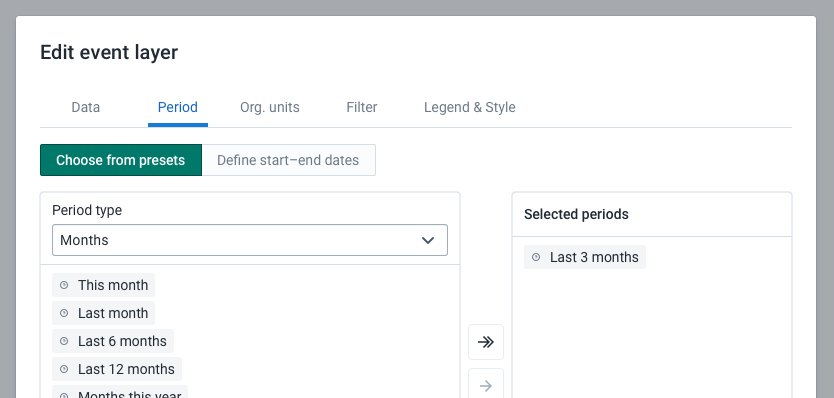 Edit event layer
Data Period Org. units Filter Legend & Style
Choose from presets Define start–end dates
Period type
Months
This month
Last month
Last 6 months
Last 12 months
Months this year
Selected periods
Last 3 months